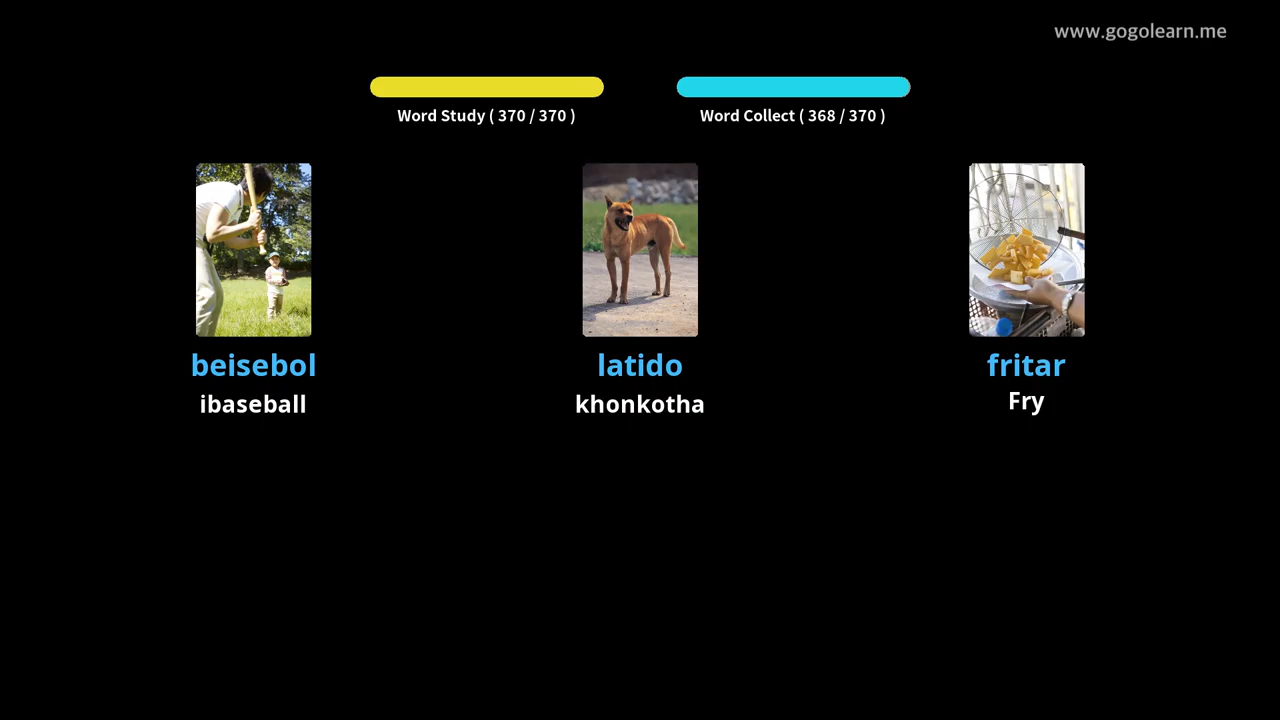 www.gogolearn.me
Word Study ( 370 / 370 )
Word Collect ( 368 / 370 )
beisebol
ibaseball
latido
khonkotha
fritar
Fry